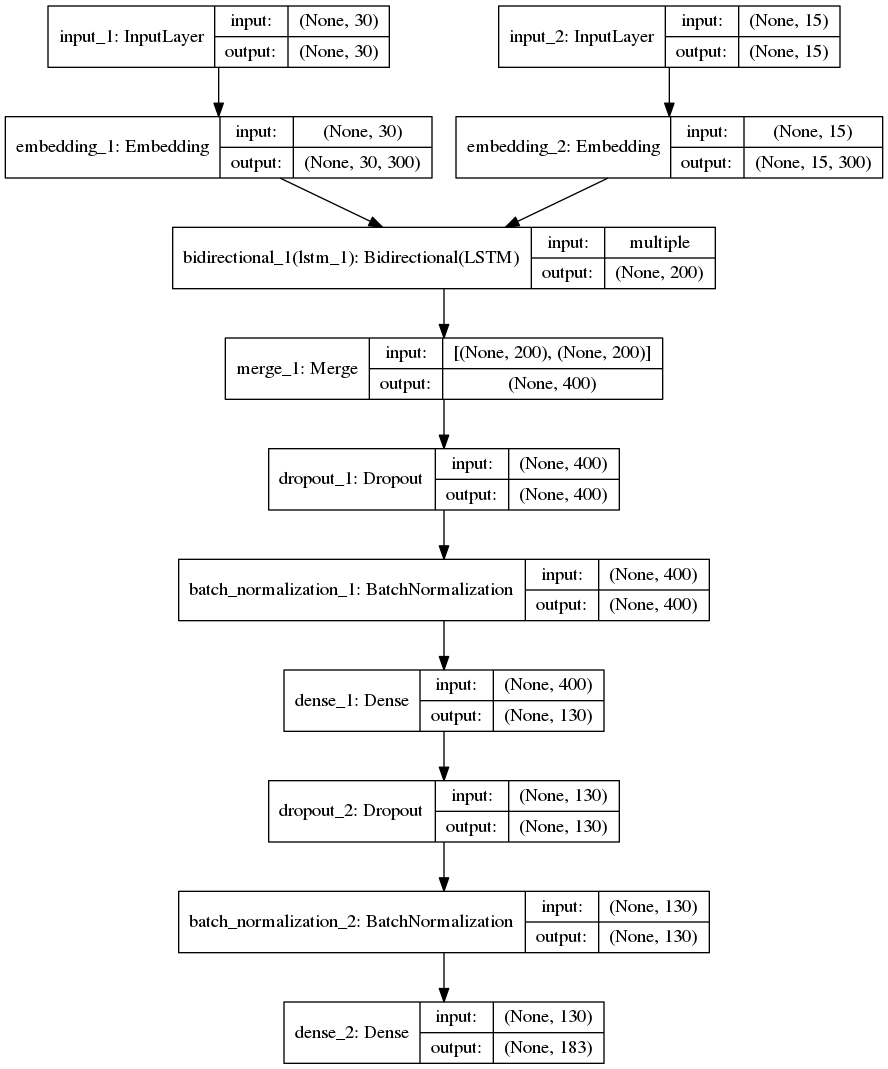 input_1: InputLayer
input: (None, 30)
output: (None, 30)
input_2: InputLayer
input: (None, 15)
output: (None, 15)
embedding_1: Embedding
input: (None, 30)
output: (None, 30, 300)
embedding_2: Embedding
input: (None, 15)
output: (None, 15, 300)
bidirectional_1(lstm_1): Bidirectional(LSTM)
input: multiple
output: (None, 200)
merge_1: Merge
input: [(None, 200), (None, 200)]
output: (None, 400)
dropout_1: Dropout
input: (None, 400)
output: (None, 400)
batch_normalization_1: BatchNormalization
input: (None, 400)
output: (None, 400)
dense_1: Dense
input: (None, 400)
output: (None, 130)
dropout_2: Dropout
input: (None, 130)
output: (None, 130)
batch_normalization_2: BatchNormalization
input: (None, 130)
output: (None, 130)
dense_2: Dense
input: (None, 130)
output: (None, 183)